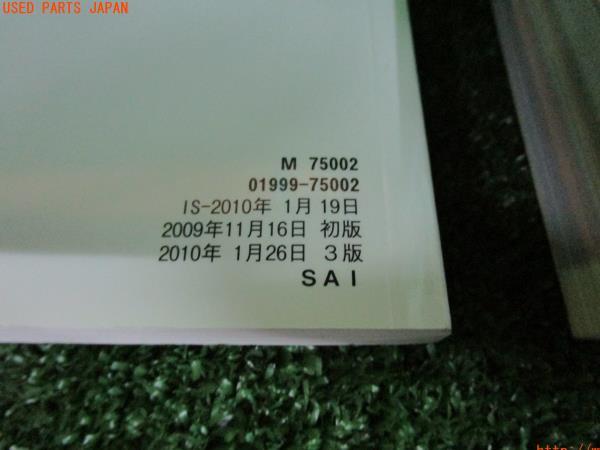 USED PARTS JAPAN
M 75002
01999-75002
IS-2010年 1月19日
2009年11月16日 初版
2010年 1月26日 3版
SAI